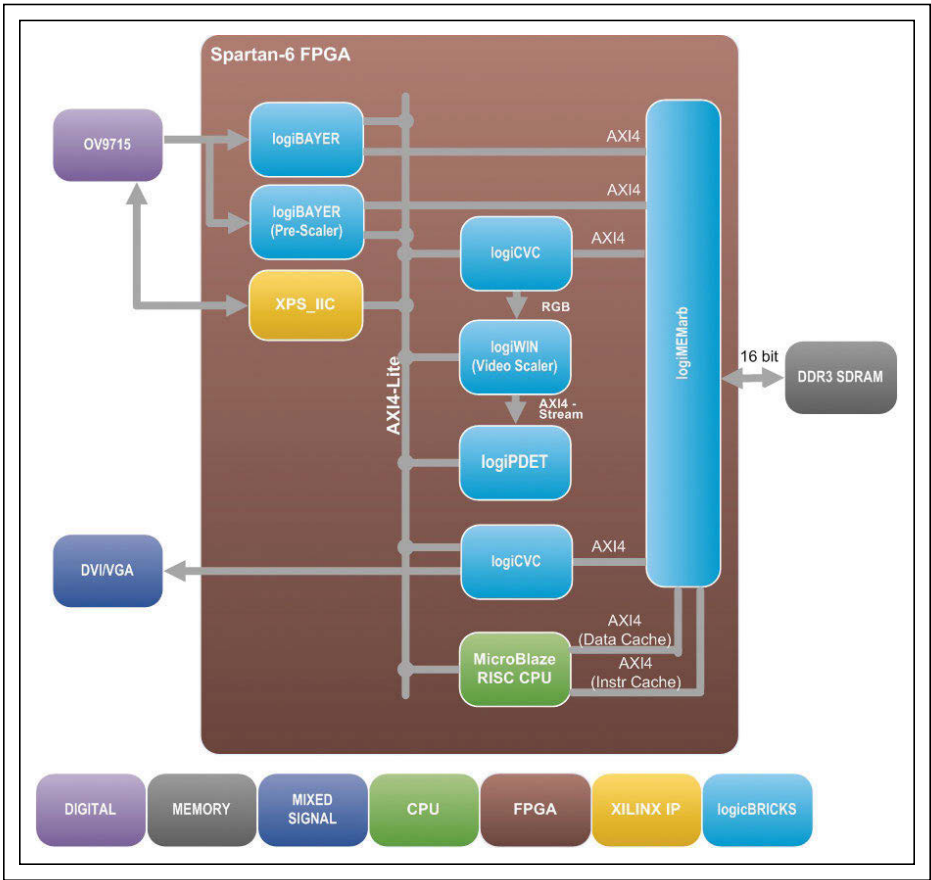 Spartan-6 FPGA
OV9715
logiBAYER
AXI4
AXI4
logiBAYER
(Pre-Scaler)
logiCVC
AXI4
XPS_IIC
RGB
logiWIN
(Video Scaler)
logiMEMarb
16 bit
DDR3 SDRAM
AXI4-Lite
AXI4 -
Stream
logiPDET
DVI/VGA
logiCVC
AXI4
AXI4
(Data Cache)
MicroBlaze
RISC CPU
AXI4
(Instr Cache)
DIGITAL
MEMORY
MIXED
SIGNAL
CPU
FPGA
XILINX IP
logicBRICKS